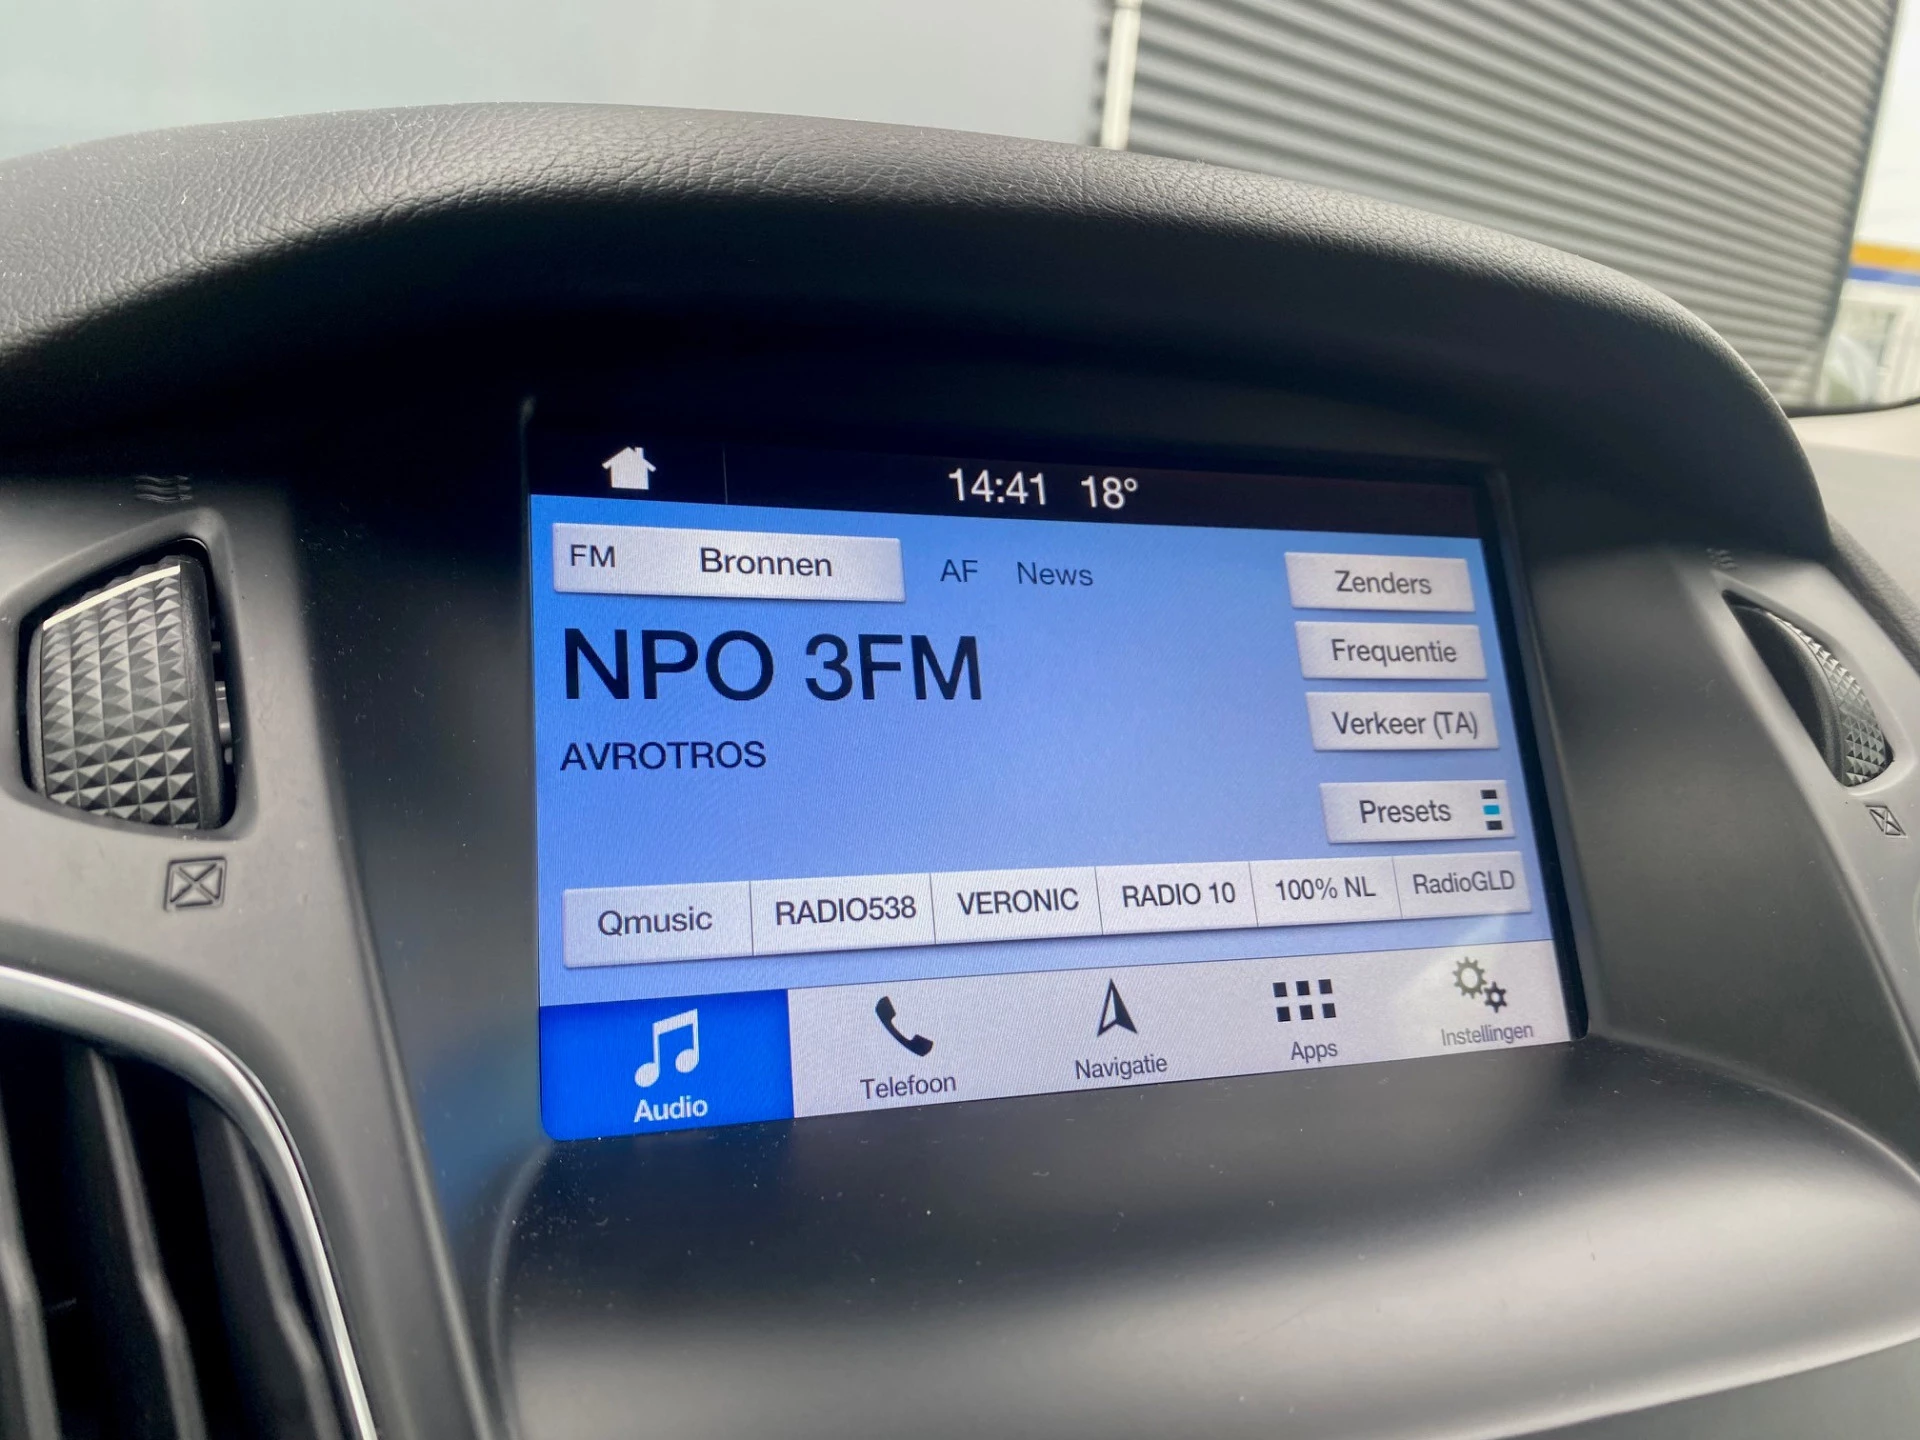 14:41 18°
FM Bronnen AF News Zenders
NPO 3FM Frequentie
AVROTROS Verkeer (TA)
Presets
Qmusic RADIO538 VERONIC RADIO 10 100% NL RadioGLD
Audio Telefoon Navigatie Apps Instellingen